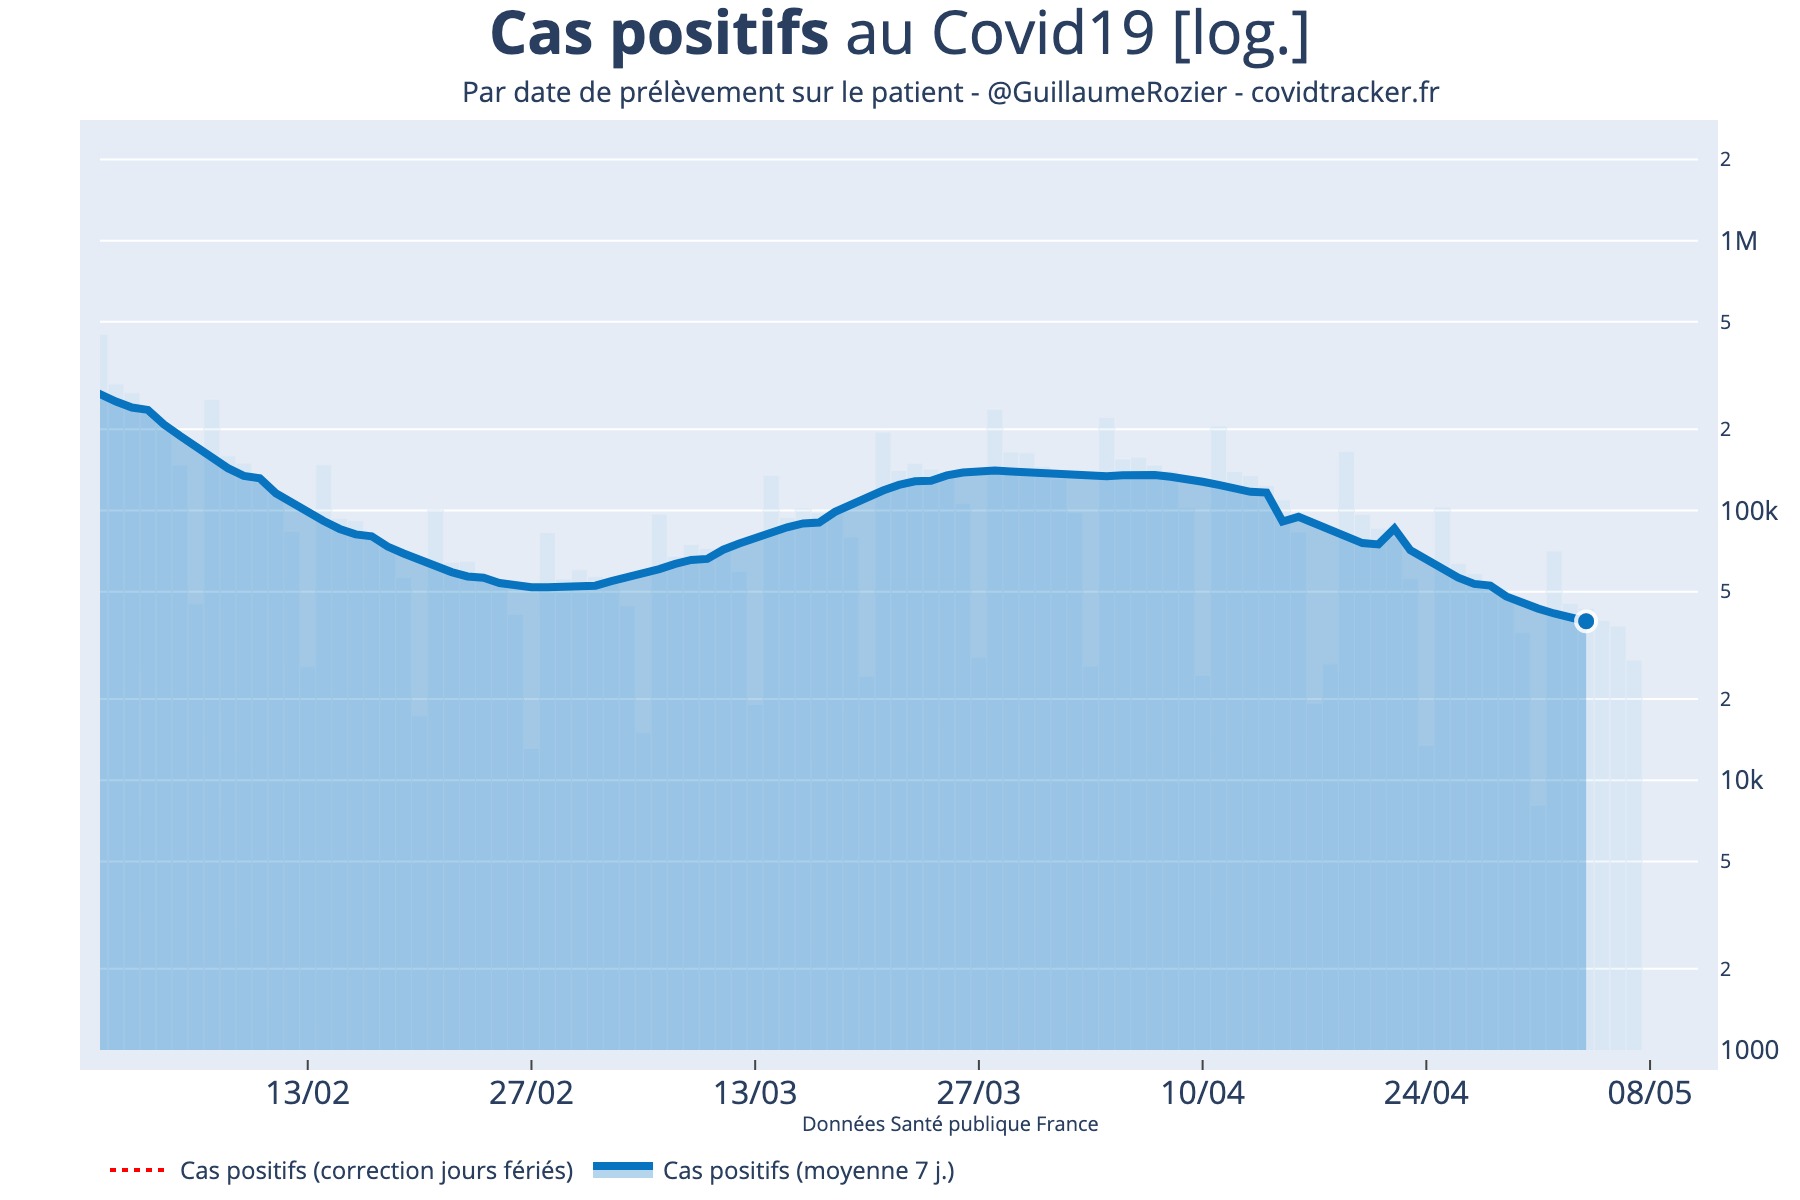 Cas positifs au Covid19 [log.]
Par date de prélèvement sur le patient - @GuillaumeRozier - covidtracker.fr
2
1M
5
2
100k
5
2
10k
5
2
1000
13/02 27/02 13/03 27/03 10/04 24/04 08/05
Données Santé publique France
Cas positifs (correction jours fériés) Cas positifs (moyenne 7 j.)